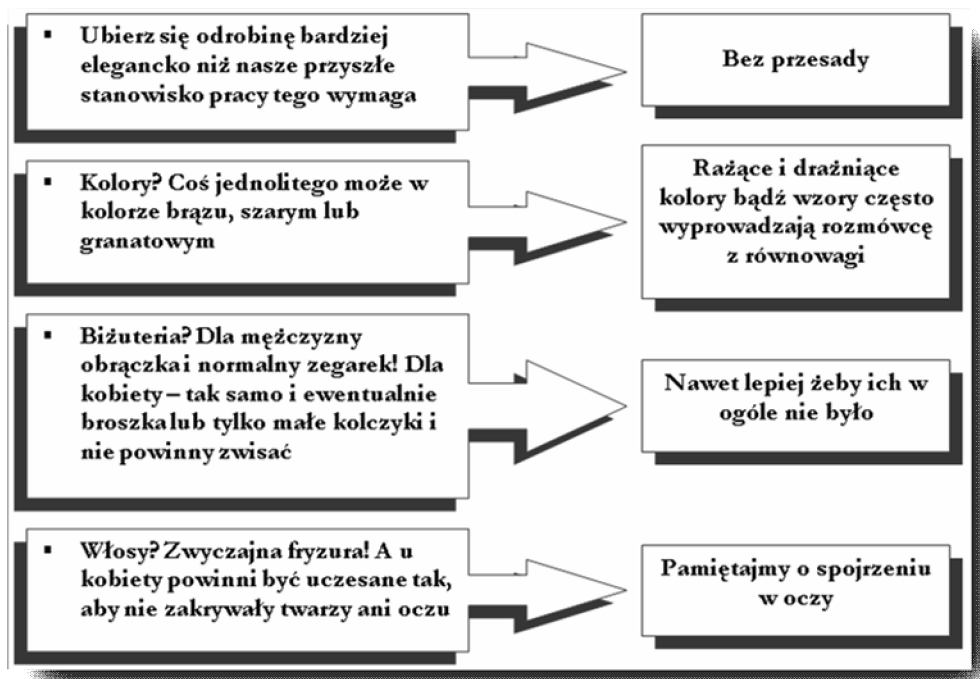 ▪ Ubierz się odrobinę bardziej
elegancko niż nasze przyszłe
stanowisko pracy tego wymaga
Bez przesady
▪ Kolory? Coś jednolitego może w
kolorze brązu, szarym lub
granatowym
Rażące i drażniące
kolory bądź wzory często
wyprowadzają rozmówcę
z równowagi
▪ Biżuteria? Dla mężczyzny
obrączka i normalny zegarek! Dla
kobiety – tak samo i ewentualnie
broszka lub tylko małe kolczyki i
nie powinny zwisać
Nawet lepiej żeby ich w
ogóle nie było
▪ Włosy? Zwyczajna fryzura! A u
kobiety powinni być uczesane tak,
aby nie zakrywały twarzy ani oczu
Pamiętajmy o spojrzeniu
w oczy